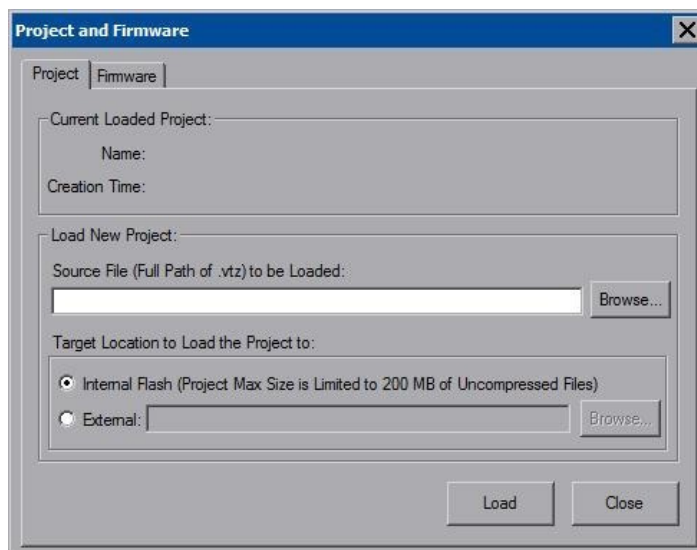 Project and Firmware
Project Firmware
Current Loaded Project:
Name:
Creation Time:
Load New Project:
Source File (Full Path of .vtz) to be Loaded:
Browse...
Target Location to Load the Project to:
Internal Flash (Project Max Size is Limited to 200 MB of Uncompressed Files)
External: Browse...
Load Close